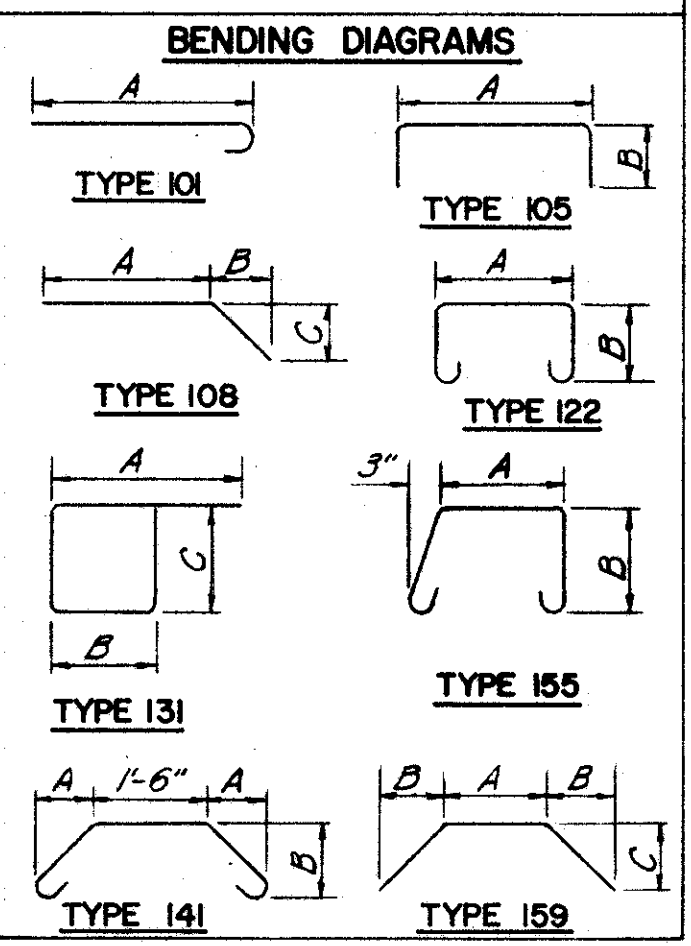 BENDING DIAGRAMS
A
TYPE 101
A
B
TYPE 105
A B
C
TYPE 108
A
B
TYPE 122
A
C
B
TYPE 131
3" A
B
TYPE 155
A 1'-6" A
B
TYPE 141
B A B
C
TYPE 159